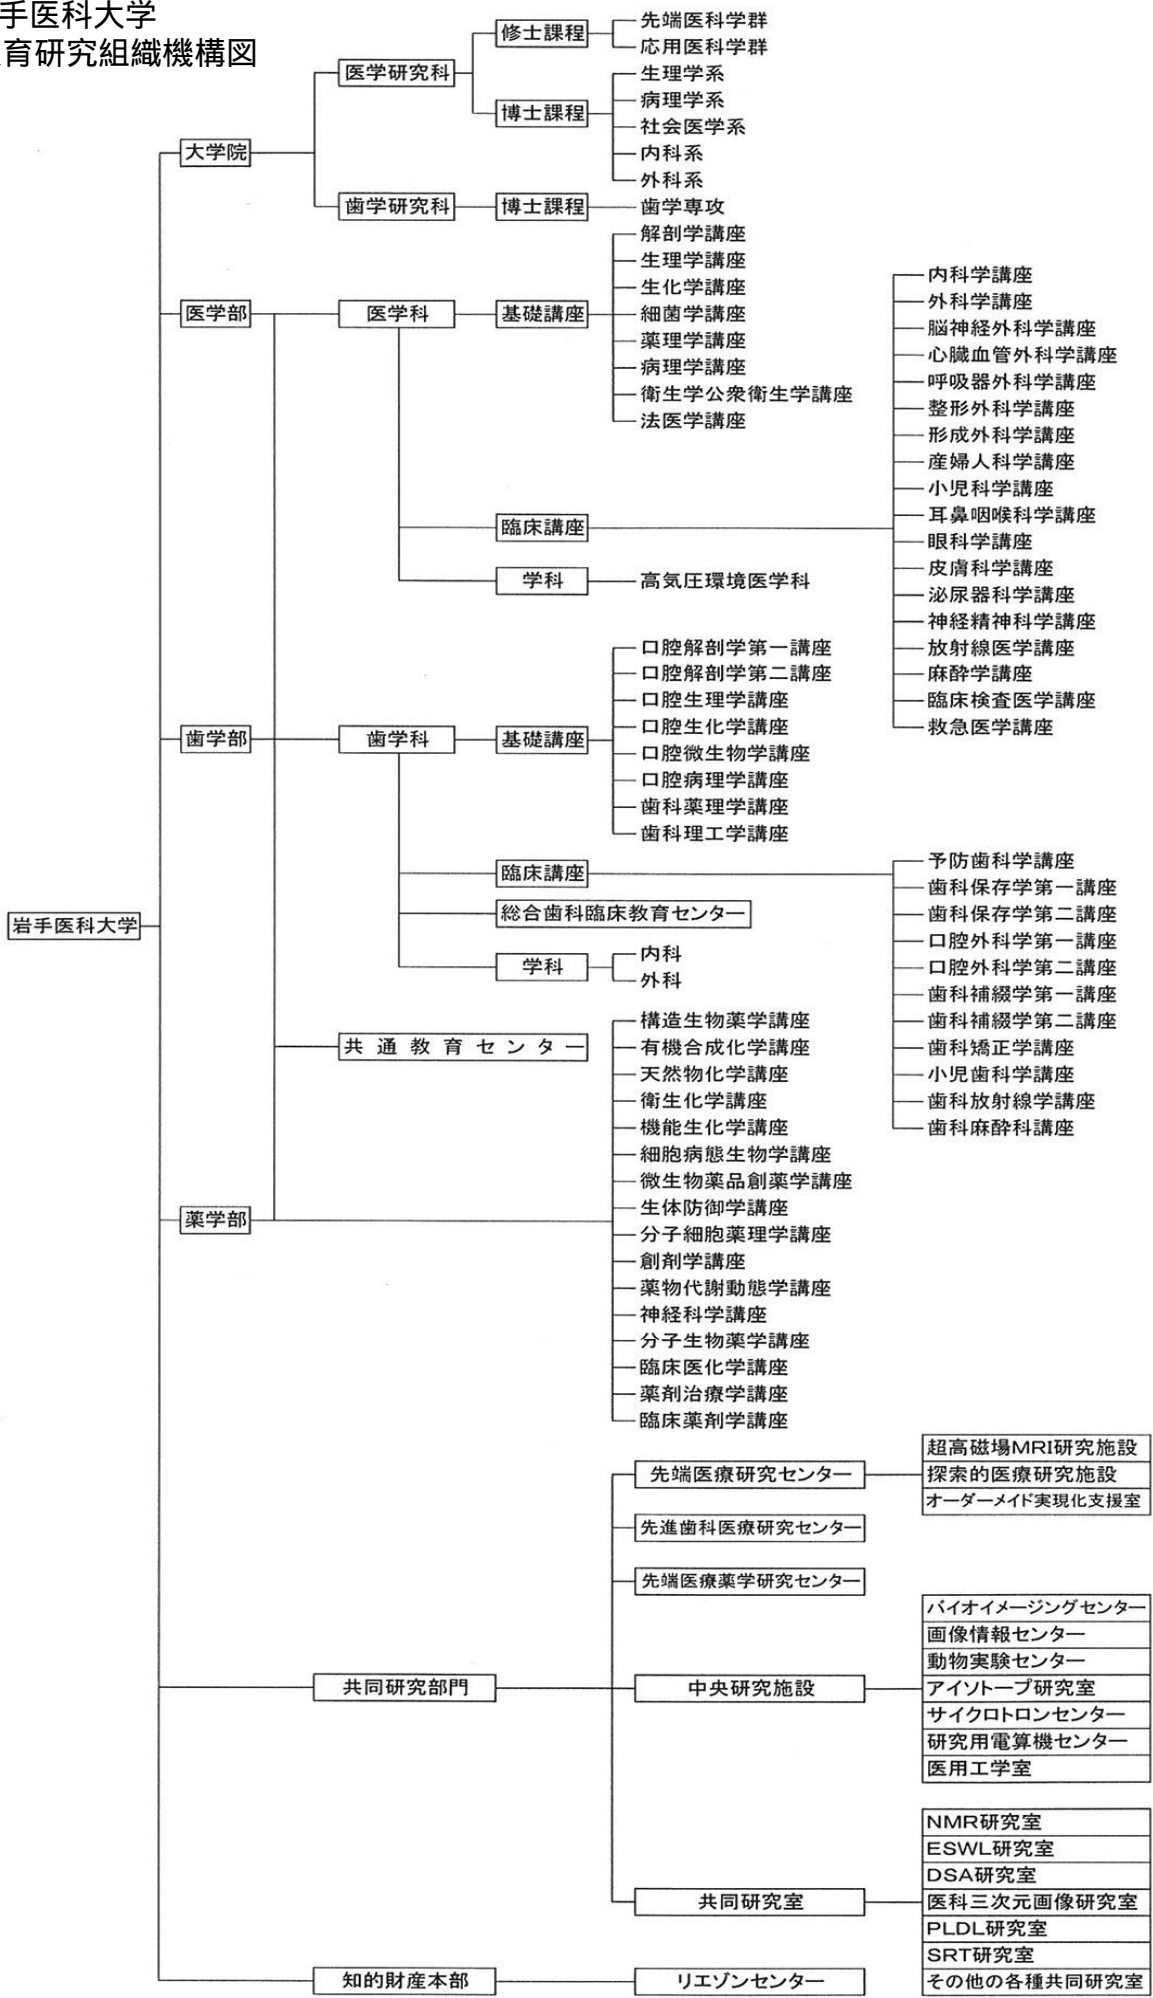 手医科大学
育研究組織機構図
岩手医科大学
大学院
医学研究科
修士課程
先端医科学群
応用医科学群
博士課程
生理学系
病理学系
社会医学系
内科系
外科系
歯学研究科
博士課程
歯学専攻
医学部
医学科
基礎講座
解剖学講座
生理学講座
生化学講座
細菌学講座
薬理学講座
病理学講座
衛生学公衆衛生学講座
法医学講座
臨床講座
内科学講座
外科学講座
脳神経外科学講座
心臓血管外科学講座
呼吸器外科学講座
整形外科学講座
形成外科学講座
産婦人科学講座
小児科学講座
耳鼻咽喉科学講座
眼科学講座
皮膚科学講座
泌尿器科学講座
神経精神科学講座
放射線医学講座
麻酔学講座
臨床検査医学講座
救急医学講座
学科
高気圧環境医学科
歯学部
歯学科
基礎講座
口腔解剖学第一講座
口腔解剖学第二講座
口腔生理学講座
口腔生化学講座
口腔微生物学講座
口腔病理学講座
歯科薬理学講座
歯科理工学講座
臨床講座
予防歯科学講座
歯科保存学第一講座
歯科保存学第二講座
口腔外科学第一講座
口腔外科学第二講座
歯科補綴学第一講座
歯科補綴学第二講座
歯科矯正学講座
小児歯科学講座
歯科放射線学講座
歯科麻酔科講座
総合歯科臨床教育センター
学科
内科
外科
共通教育センター
薬学部
構造生物薬学講座
有機合成化学講座
天然物化学講座
衛生化学講座
機能生化学講座
細胞病態生物学講座
微生物薬品創薬学講座
生体防御学講座
分子細胞薬理学講座
創剤学講座
薬物代謝動態学講座
神経科学講座
分子生物薬学講座
臨床医化学講座
薬剤治療学講座
臨床薬剤学講座
共同研究部門
先端医療研究センター
超高磁場MRI研究施設
探索的医療研究施設
オーダーメイド実現化支援室
先進歯科医療研究センター
先端医療薬学研究センター
中央研究施設
バイオイメージングセンター
画像情報センター
動物実験センター
アイソトープ研究室
サイクロトロンセンター
研究用電算機センター
医用工学室
共同研究室
NMR研究室
ESWL研究室
DSA研究室
医科三次元画像研究室
PLDL研究室
SRT研究室
その他の各種共同研究室
知的財産本部
リエゾンセンター